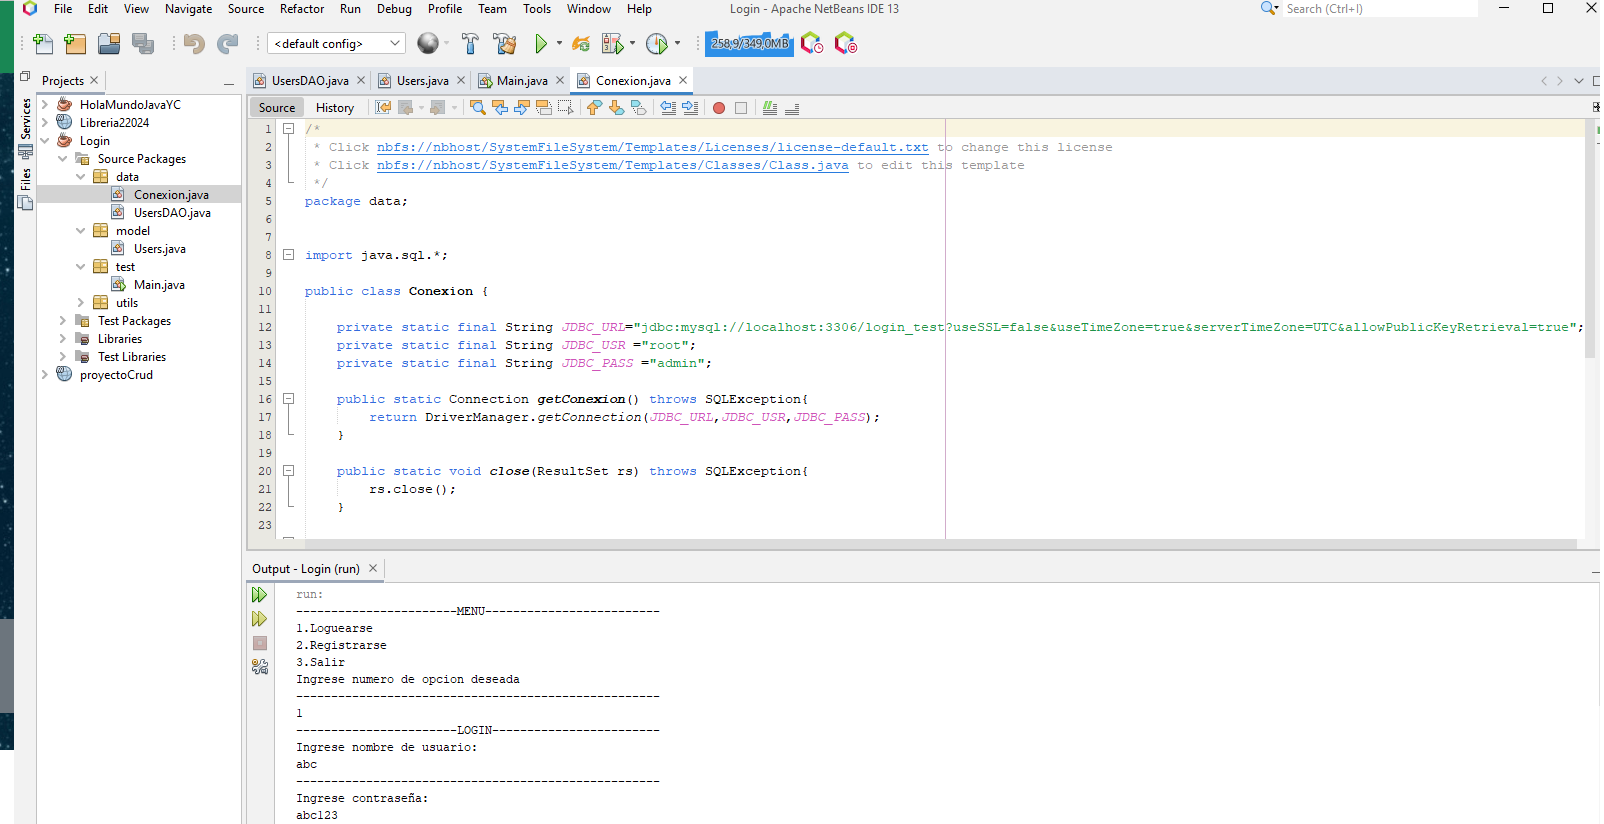 File Edit View Navigate Source Refactor Run Debug Profile Team Tools Window Help
Login - Apache NetBeans IDE 13
Search (Ctrl+I)
<default config>
258,9/349,0MB
Projects
Services
Files
HolaMundoJavaYC
Libreria22024
Login
Source Packages
data
Conexion.java
UsersDAO.java
model
Users.java
test
Main.java
utils
Test Packages
Libraries
Test Libraries
proyectoCrud
UsersDAO.java Users.java Main.java Conexion.java
Source History
1 /*
2 * Click nbfs://nbhost/SystemFileSystem/Templates/Licenses/license-default.txt to change this license
3 * Click nbfs://nbhost/SystemFileSystem/Templates/Classes/Class.java to edit this template
4 */
5 package data;
6
7
8 import java.sql.*;
9
10 public class Conexion {
11
12 private static final String JDBC_URL="jdbc:mysql://localhost:3306/login_test?useSSL=false&useTimeZone=true&serverTimeZone=UTC&allowPublicKeyRetrieval=true";
13 private static final String JDBC_USR ="root";
14 private static final String JDBC_PASS ="admin";
15
16 public static Connection getConexion() throws SQLException{
17 return DriverManager.getConnection(JDBC_URL,JDBC_USR,JDBC_PASS);
18 }
19
20 public static void close(ResultSet rs) throws SQLException{
21 rs.close();
22 }
23
Output - Login (run)
run:
-----------------------MENU-------------------------
1.Loguearse
2.Registrarse
3.Salir
Ingrese numero de opcion deseada
----------------------------------------------------
1
-----------------------LOGIN------------------------
Ingrese nombre de usuario:
abc
----------------------------------------------------
Ingrese contraseña:
abc123